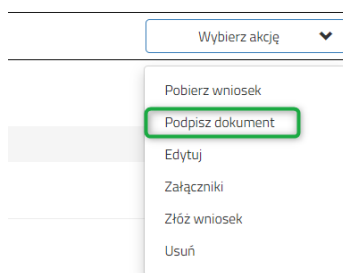 Wybierz akcję
Pobierz wniosek
Podpisz dokument
Edytuj
Załączniki
Złóż wniosek
Usuń